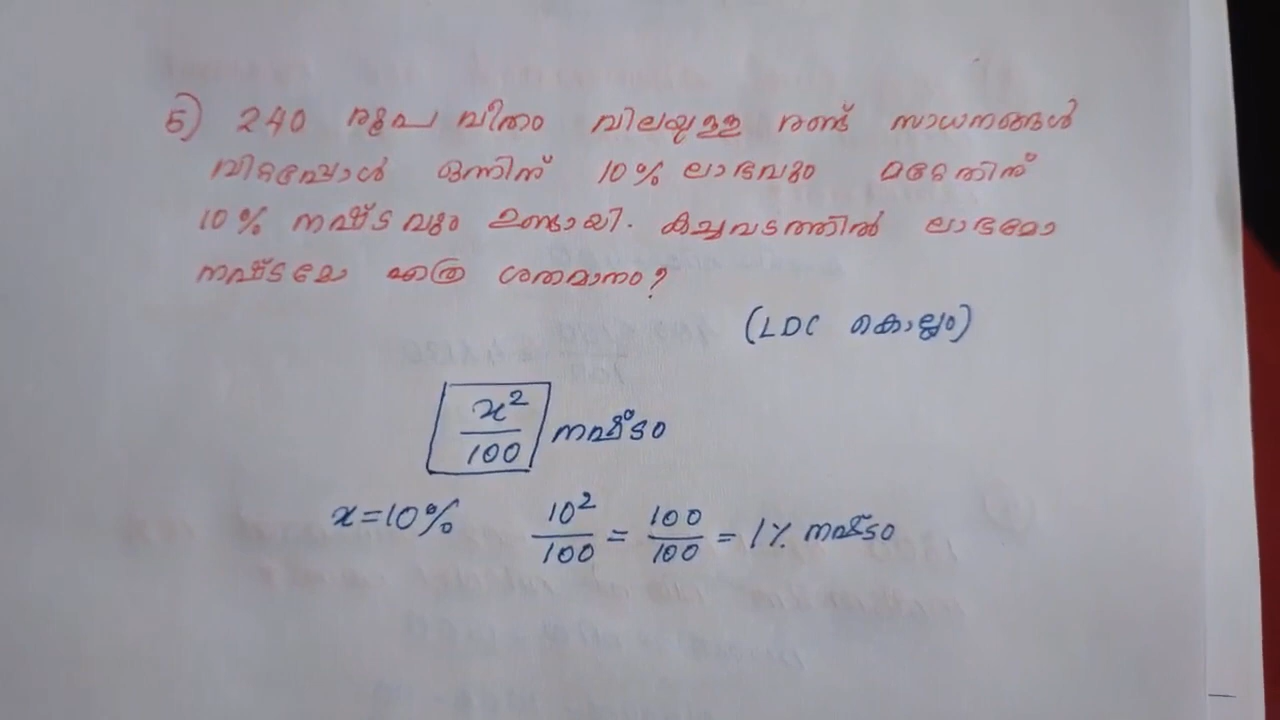 5) 240 രൂപ വീതം വിലയുള്ള രണ്ട് സാധനങ്ങൾ
വിറ്റപ്പോൾ ഒന്നിന് 10% ലാഭവും മറ്റേതിന്
10% നഷ്ടവും ഉണ്ടായി. കച്ചവടത്തിൽ ലാഭമോ
നഷ്ടമോ എത്ര ശതമാനം?
(LDC കൊല്ലം)
x²/100 നഷ്ടം
x=10% 10²/100 = 100/100 = 1% നഷ്ടം